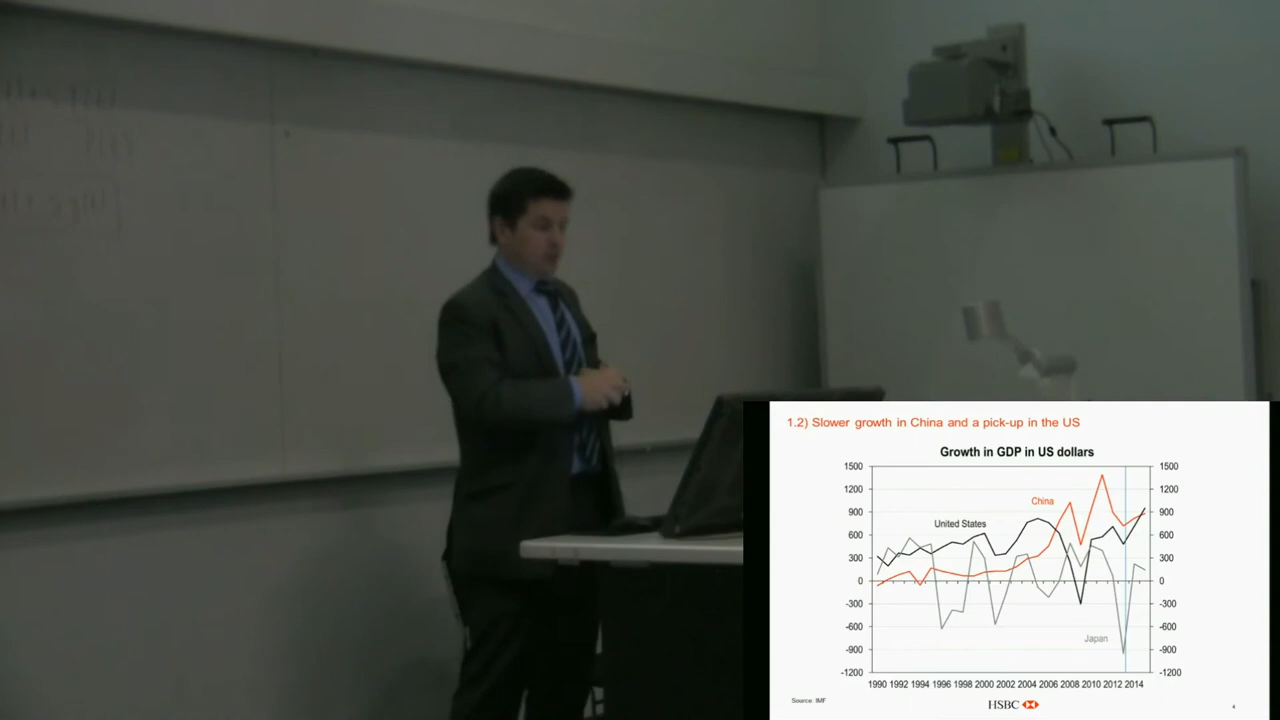 1.2) Slower growth in China and a pick-up in the US
Growth in GDP in US dollars
1500 1500
1200 1200
900 900
600 600
300 300
0 0
-300 -300
-600 -600
-900 -900
-1200 -1200
China
United States
Japan
1990 1992 1994 1996 1998 2000 2002 2004 2006 2008 2010 2012 2014
Source: IMF
HSBC
4